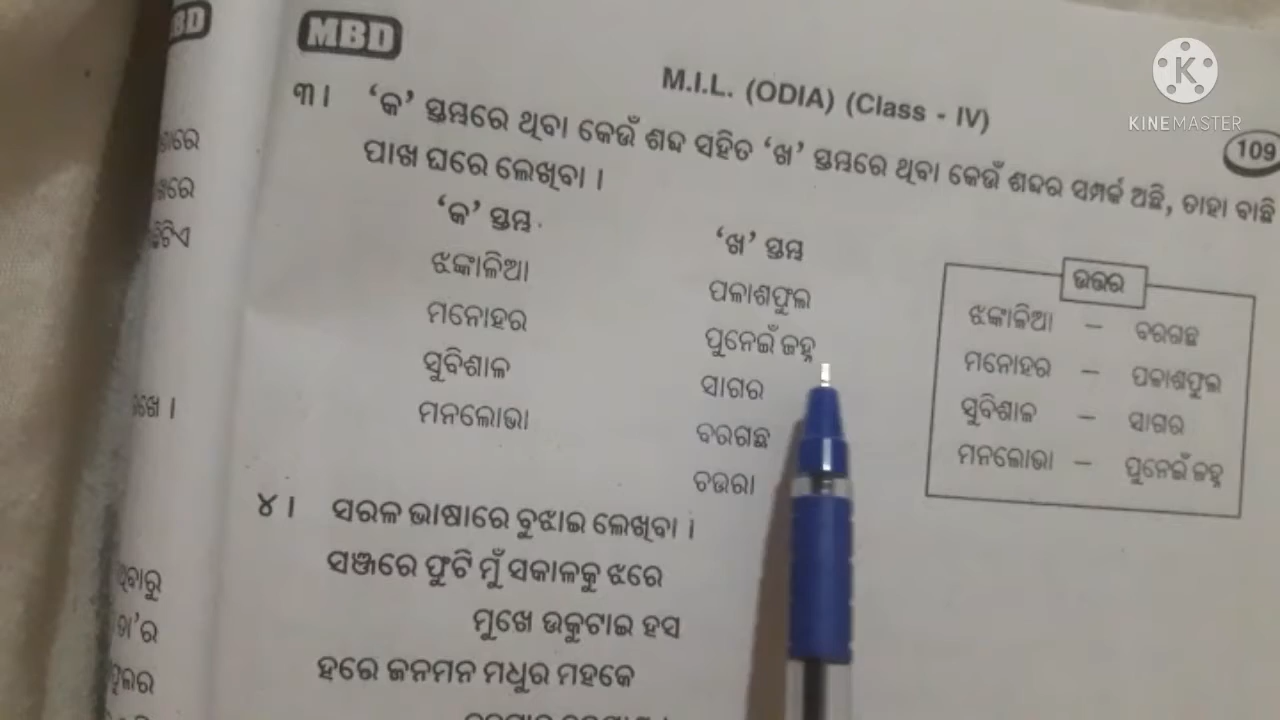 MBD
M.I.L. (ODIA) (Class - IV)
109
K
KINEMASTER
୩। ‘କ’ ସ୍ତମ୍ଭରେ ଥିବା କେଉଁ ଶବ୍ଦ ସହିତ ‘ଖ’ ସ୍ତମ୍ଭରେ ଥିବା କେଉଁ ଶବ୍ଦର ସମ୍ପର୍କ ଅଛି, ତାହା ବାଛି
ପାଖ ଘରେ ଲେଖିବା ।
‘କ’ ସ୍ତମ୍ଭ
ଝଙ୍କାଳିଆ
ମନୋହର
ସୁବିଶାଳ
ମନଲୋଭା
‘ଖ’ ସ୍ତମ୍ଭ
ପଳାଶଫୁଲ
ପୁନେଇଁ ଜହ୍ନ
ସାଗର
ବରଗଛ
ଚଉରା
ଉତ୍ତର
ଝଙ୍କାଳିଆ – ବରଗଛ
ମନୋହର – ପଳାଶଫୁଲ
ସୁବିଶାଳ – ସାଗର
ମନଲୋଭା – ପୁନେଇଁ ଜହ୍ନ
୪। ସରଳ ଭାଷାରେ ବୁଝାଇ ଲେଖିବା ।
ସଞ୍ଜରେ ଫୁଟି ମୁଁ ସକାଳକୁ ଝରେ
ମୁଖେ ଉକୁଟାଇ ହସ
ହରେ ଜନମନ ମଧୁର ମହକେ